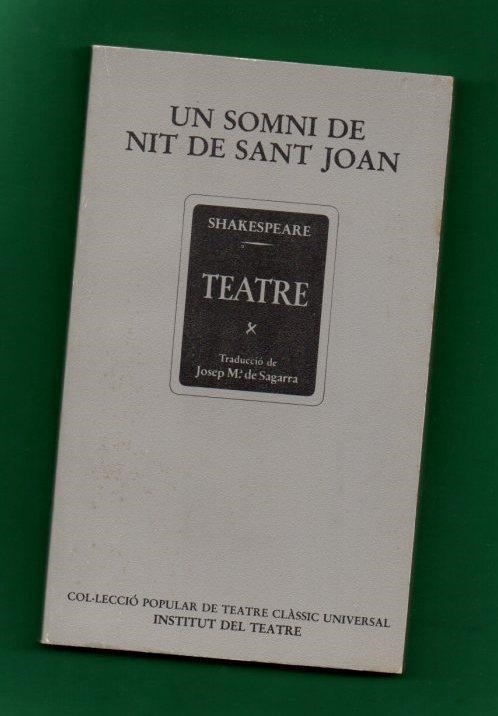 UN SOMNI DE
NIT DE SANT JOAN
SHAKESPEARE
TEATRE
Traducció de
Josep M.ª de Sagarra
COL·LECCIÓ POPULAR DE TEATRE CLÀSSIC UNIVERSAL
INSTITUT DEL TEATRE